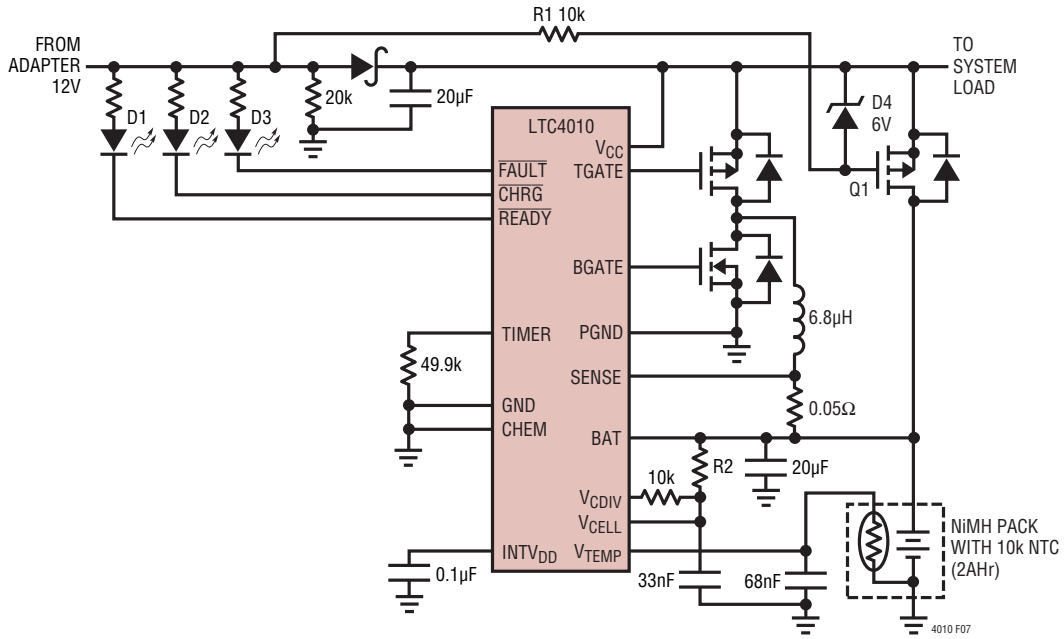 R1 10k
FROM
ADAPTER
12V
TO
SYSTEM
LOAD
D1
D2
D3
20k
20µF
D4
6V
Q1
LTC4010
VCC
FAULT
TGATE
CHRG
READY
BGATE
6.8µH
TIMER
PGND
49.9k
SENSE
0.05Ω
GND
CHEM
BAT
R2
20µF
10k
VCDIV
VCELL
INTVDD
VTEMP
0.1µF
33nF
68nF
NiMH PACK
WITH 10k NTC
(2AHr)
4010 F07